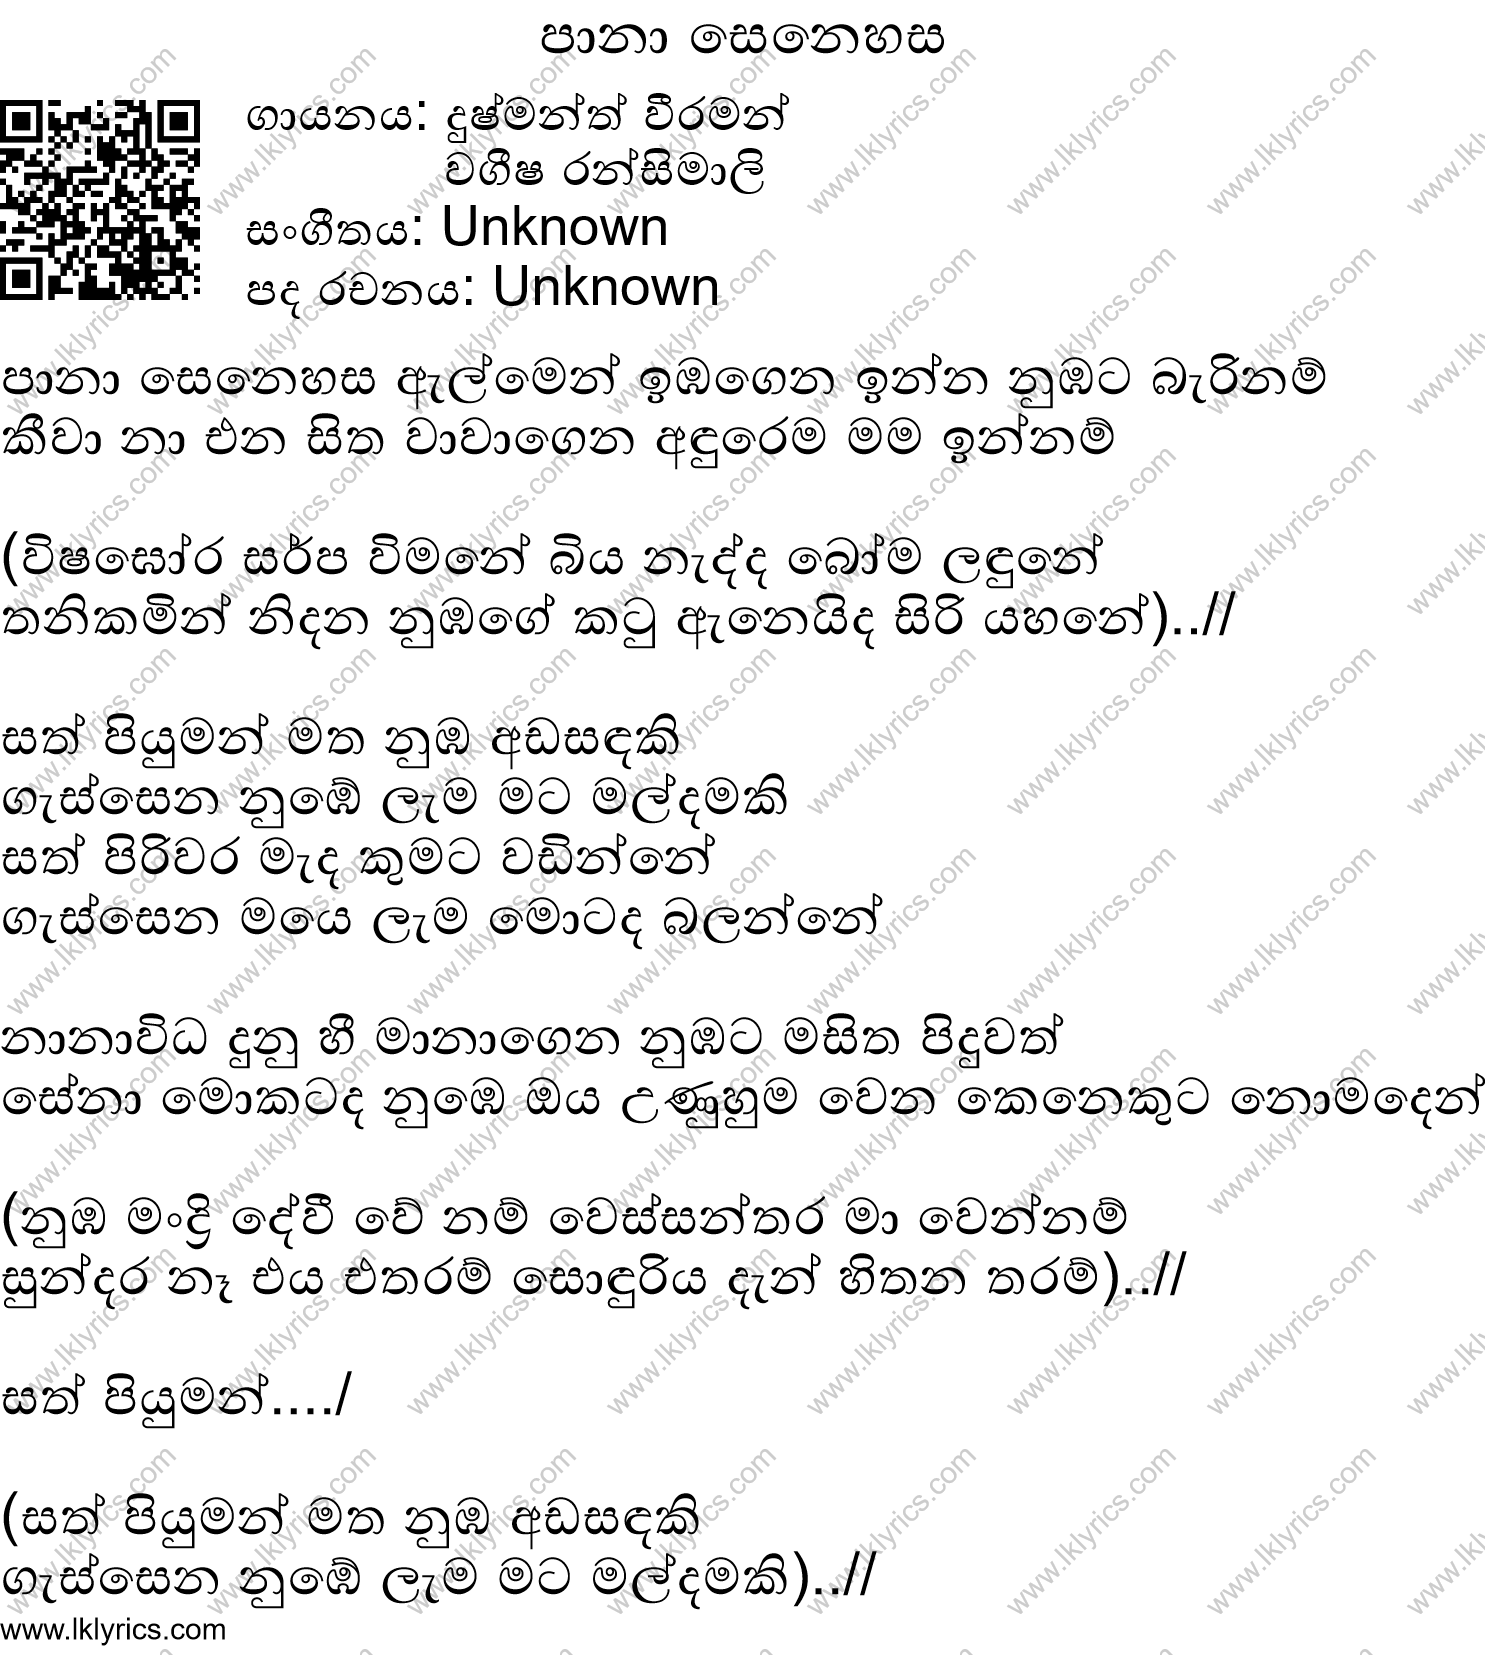 පානා සෙනෙහස
ගායනය: දුෂ්මන්ත් වීරමන්
වගීෂ රන්සිමාලි
සංගීතය: Unknown
පද රචනය: Unknown
පානා සෙනෙහස ඇල්මෙන් ඉඹගෙන ඉන්න නුඹට බැරිනම්
කීවා නා එන සිත වාවාගෙන අඳුරෙම මම ඉන්නම්
(විෂඝෝර සර්ප විමනේ බිය නැද්ද බෝම ලඳුනේ
තනිකමින් නිදන නුඹගේ කටු ඇනෙයිද සිරි යහනේ)..//
සත් පියුමන් මත නුඹ අඩසඳකි
ගැස්සෙන නුඹේ ලැම මට මල්දමකි
සත් පිරිවර මැද කුමට වඩින්නේ
ගැස්සෙන මයෙ ලැම මොටද බලන්නේ
නානාවිධ දුනු හී මානාගෙන නුඹට මසිත පිදුවත්
සේනා මොකටද නුඹෙ ඔය උණුහුම වෙන කෙනෙකුට නොමදෙන්
(නුඹ මංද්‍රි දේවී වේ නම් වෙස්සන්තර මා වෙන්නම්
සුන්දර නෑ එය එතරම් සොඳුරිය දැන් හිතන තරම්)..//
සත් පියුමන්..../
(සත් පියුමන් මත නුඹ අඩසඳකි
ගැස්සෙන නුඹේ ලැම මට මල්දමකි)..//
www.lklyrics.com